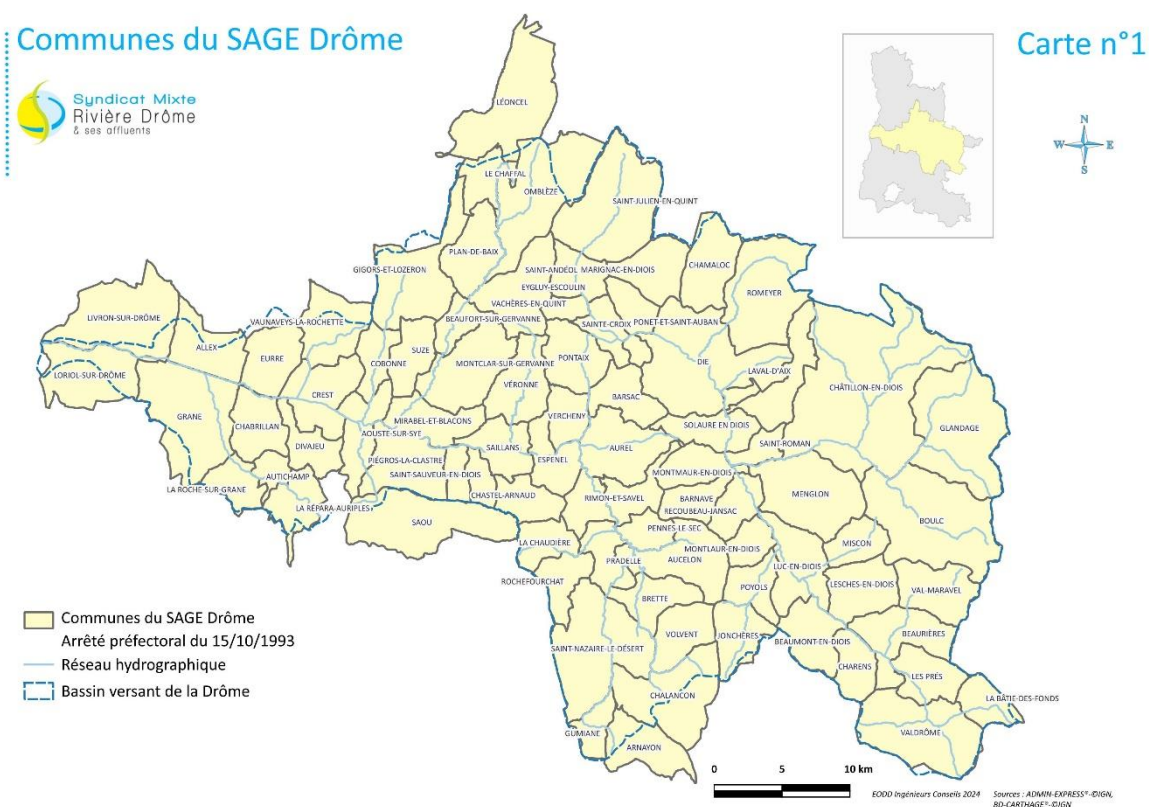 Communes du SAGE Drôme
Carte n°1
Syndicat Mixte
Rivière Drôme
& ses affluents
N
W
E
S
LÉONCEL
LE CHAFFAL
OMBLÈZE
SAINT-JULIEN-EN-QUINT
PLAN-DE-BAIX
CHAMALOC
GIGORS-ET-LOZERON
SAINT-ANDÉOL
MARIGNAC-EN-DIOIS
EYGLUY-ESCOULIN
ROMEYER
VACHÈRES-EN-QUINT
LIVRON-SUR-DRÔME
VAUNAVEYS-LA-ROCHETTE
BEAUFORT-SUR-GERVANNE
SAINTE-CROIX
PONET-ET-SAINT-AUBAN
ALLEX
EURRE
SUZE
COBONNE
MONTCLAR-SUR-GERVANNE
PONTAIX
DIE
LAVAL-D'AIX
LORIOL-SUR-DRÔME
VÉRONNE
CHÂTILLON-EN-DIOIS
CREST
BARSAC
GRANE
VERCHENY
CHABRILLAN
MIRABEL-ET-BLACONS
SOLAURE EN DIOIS
GLANDAGE
AOUSTE-SUR-SYE
DIVAJEU
SAILLANS
AUREL
SAINT-ROMAN
PIÉGROS-LA-CLASTRE
ESPENEL
AUTICHAMP
SAINT-SAUVEUR-EN-DIOIS
MONTMAUR-EN-DIOIS
LA ROCHE-SUR-GRANE
CHASTEL-ARNAUD
RIMON-ET-SAVEL
BARNAVE
MENGLON
LA RÉPARA-AURIPLES
RECOUBEAU-JANSAC
SAOU
PENNES-LE-SEC
BOULC
LA CHAUDIÈRE
MONTLAUR-EN-DIOIS
MISCON
PRADELLE
AUCELON
LUC-EN-DIOIS
ROCHEFOURCHAT
POYOLS
LESCHES-EN-DIOIS
VAL-MARAVEL
BRETTE
VOLVENT
JONCHÈRES
BEAUMONT-EN-DIOIS
BEAURIÈRES
SAINT-NAZAIRE-LE-DÉSERT
CHARENS
LES PRÉS
CHALANCON
LA BÂTIE-DES-FONDS
GUMIANE
ARNAYON
VALDRÔME
Communes du SAGE Drôme
Arrêté préfectoral du 15/10/1993
Réseau hydrographique
Bassin versant de la Drôme
0 5 10 km
EODD Ingénieurs Conseils 2024
Sources : ADMIN-EXPRESS®-©IGN,
BD-CARTHAGE®-©IGN